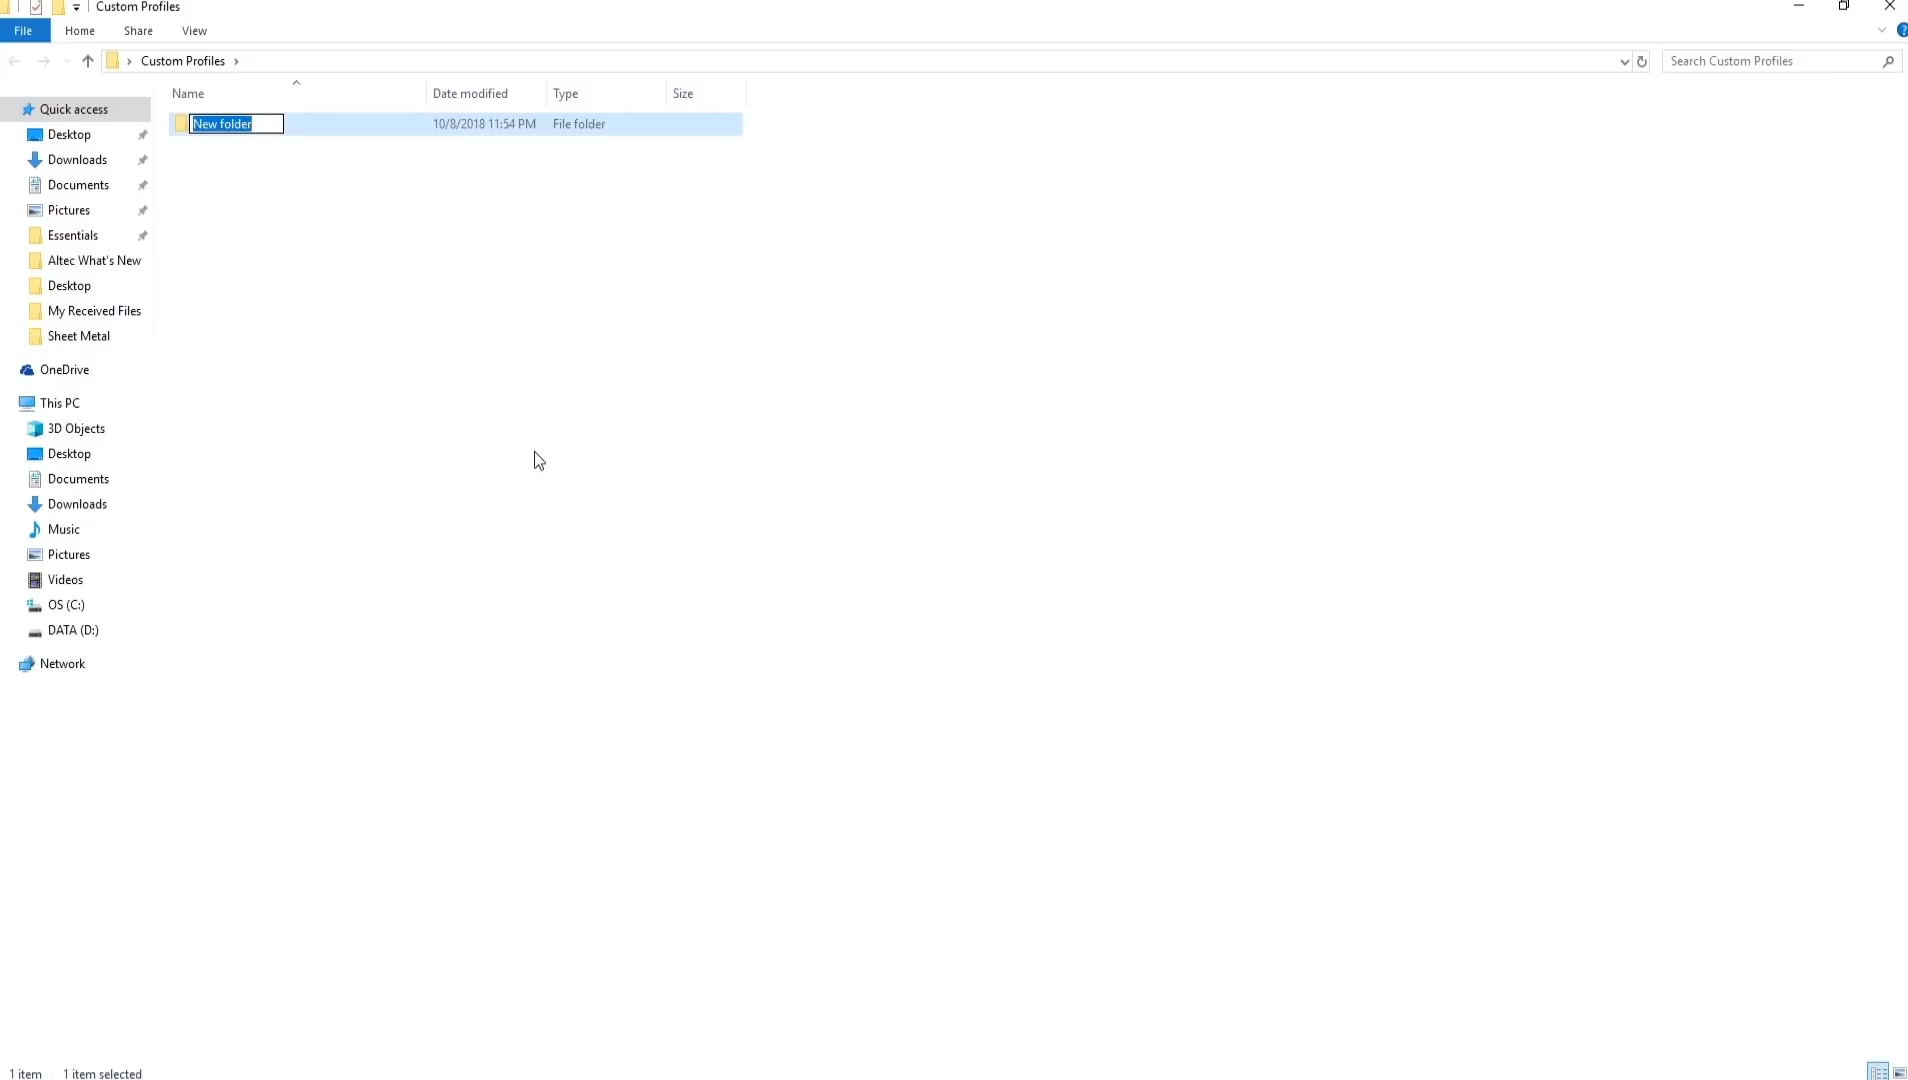 Custom Profiles
File Home Share View
Custom Profiles
Search Custom Profiles
Name Date modified Type Size
New folder 10/8/2018 11:54 PM File folder
Quick access
Desktop
Downloads
Documents
Pictures
Essentials
Altec What's New
Desktop
My Received Files
Sheet Metal
OneDrive
This PC
3D Objects
Desktop
Documents
Downloads
Music
Pictures
Videos
OS (C:)
DATA (D:)
Network
1 item 1 item selected